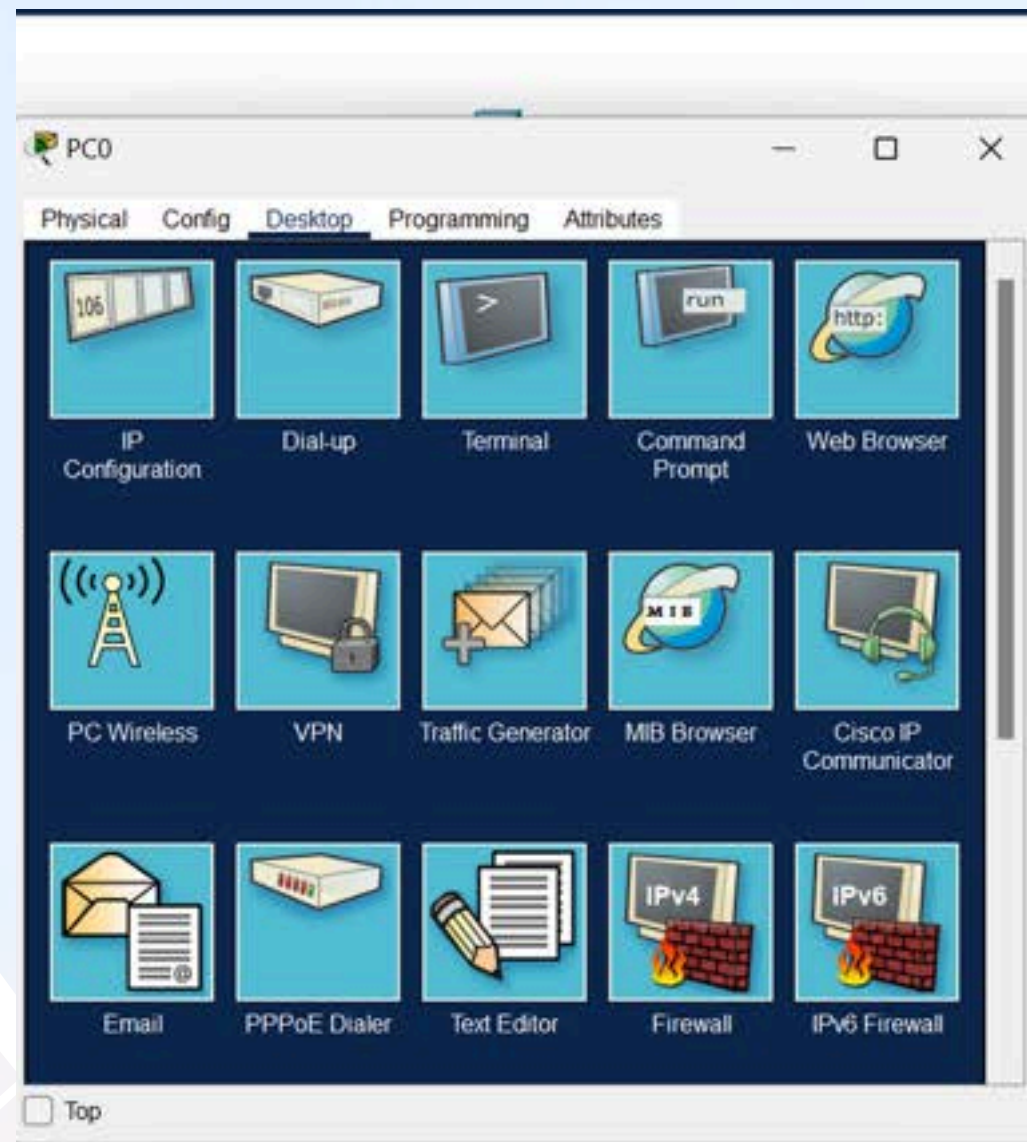 PC0
Physical Config Desktop Programming Attributes
106
>
run
http:
IP
Configuration
Dial-up
Terminal
Command
Prompt
Web Browser
MIB
PC Wireless
VPN
Traffic Generator
MIB Browser
Cisco IP
Communicator
@
IPv4
IPv6
Email
PPPoE Dialer
Text Editor
Firewall
IPv6 Firewall
Top